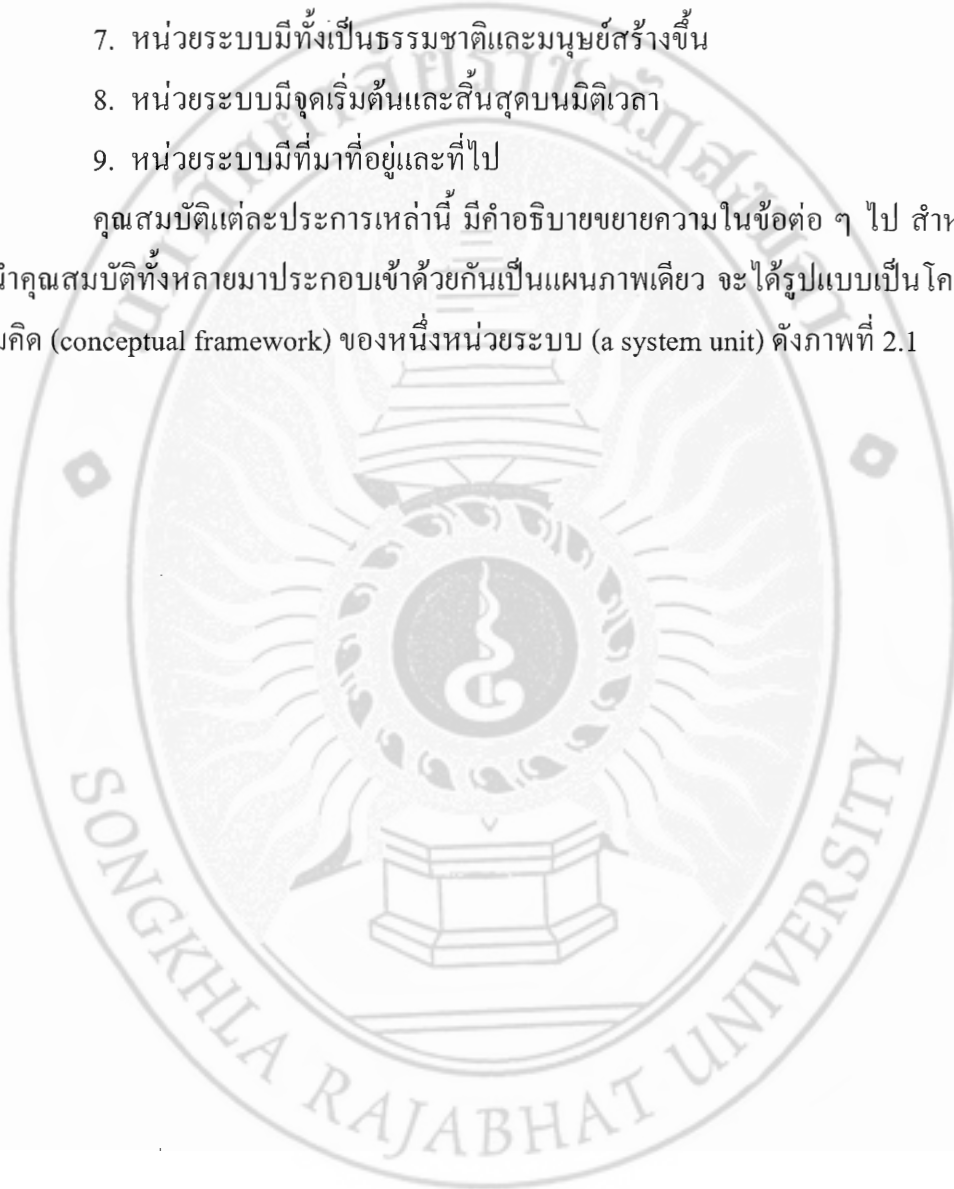 7. หน่วยระบบมีทั้งเป็นธรรมชาติและมนุษย์สร้างขึ้น
8. หน่วยระบบมีจุดเริ่มต้นและสิ้นสุดบนมิติเวลา
9. หน่วยระบบมีที่มาที่อยู่และที่ไป
คุณสมบัติแต่ละประการเหล่านี้ มีคำอธิบายขยายความในข้อต่อ ๆ ไป
คุณสมบัติทั้งหลายมาประกอบเข้าด้วยกันเป็นแผนภาพเดียว จะได้รูปแบบเป็น
(conceptual framework) ของหนึ่งหน่วยระบบ (a system unit) ดังภาพที่ 2.1
SONGKHLA RAJABHAT UNIVERSITY